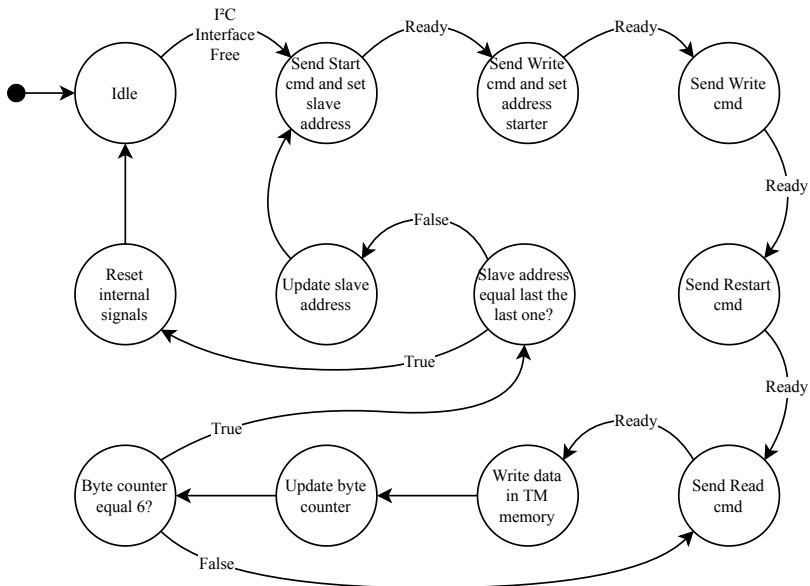 I²C
Interface
Free
Ready
Ready
Idle
Send Start
cmd and set
slave
address
Send Write
cmd and set
address
starter
Send Write
cmd
Ready
False
Reset
internal
signals
Update slave
address
Slave address
equal last the
last one?
Send Restart
cmd
True
Ready
True
Ready
Byte counter
equal 6?
Update byte
counter
Write data
in TM
memory
Send Read
cmd
False